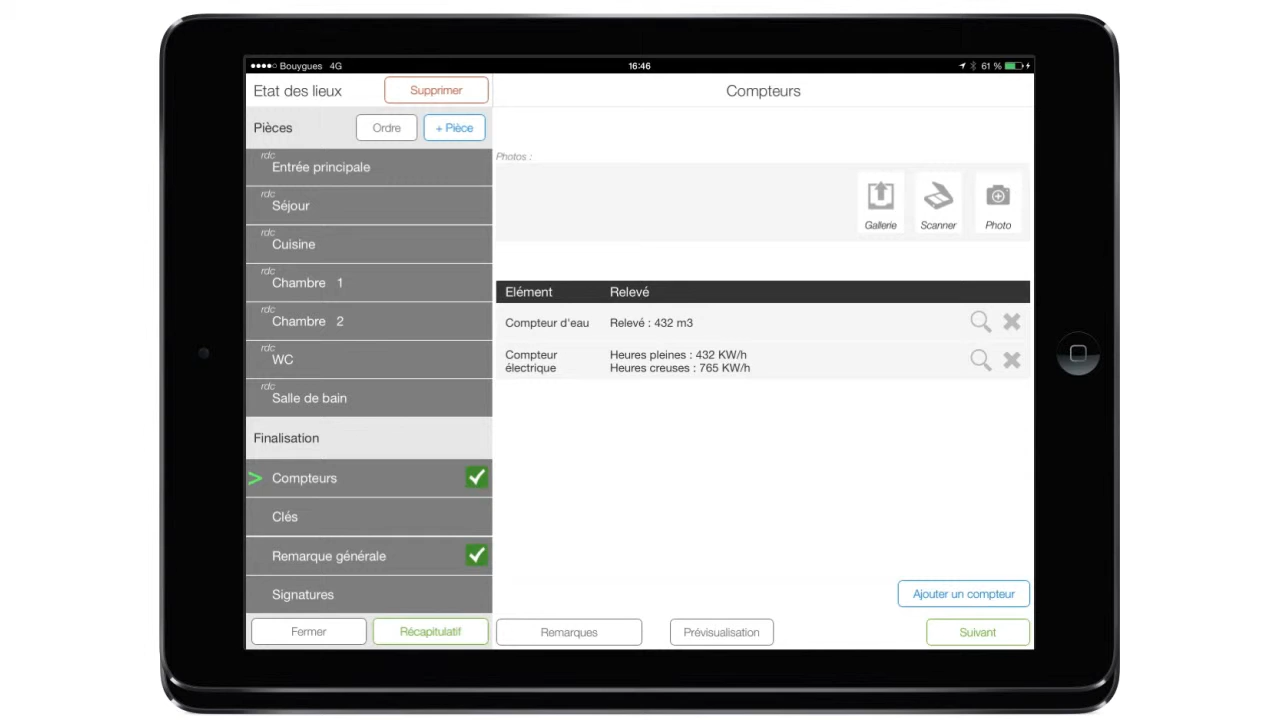 Bouygues 4G
16:46
61 %
Etat des lieux
Supprimer
Compteurs
Pièces
Ordre
+ Pièce
rdc
Entrée principale
rdc
Séjour
rdc
Cuisine
rdc
Chambre 1
rdc
Chambre 2
rdc
WC
rdc
Salle de bain
Finalisation
> Compteurs
Clés
Remarque générale
Signatures
Fermer
Récapitulatif
Photos :
Gallerie
Scanner
Photo
Elément Relevé
Compteur d'eau Relevé : 432 m3
Compteur Heures pleines : 432 KW/h
électrique Heures creuses : 765 KW/h
Ajouter un compteur
Remarques
Prévisualisation
Suivant